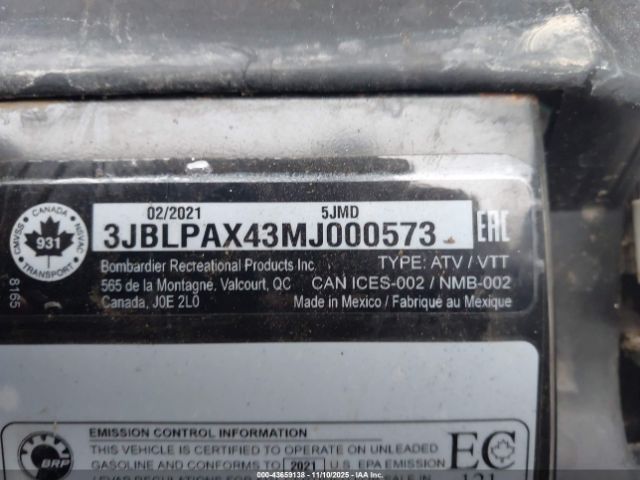 CANADA
CMVSS NSVAC
931
TRANSPORT
8165
02/2021 5JMD
3JBLPAX43MJ000573
EAC
Bombardier Recreational Products Inc. TYPE: ATV / VTT
565 de la Montagne, Valcourt, QC CAN ICES-002 / NMB-002
Canada, J0E 2L0 Made in Mexico / Fabriqué au Mexique
EMISSION CONTROL INFORMATION
THIS VEHICLE IS CERTIFIED TO OPERATE ON UNLEADED
GASOLINE AND CONFORMS TO 2021 U.S. EPA EMISSION
EC
BRP
Stock #: 43659138 — 11/10/2025 — IAA Inc.